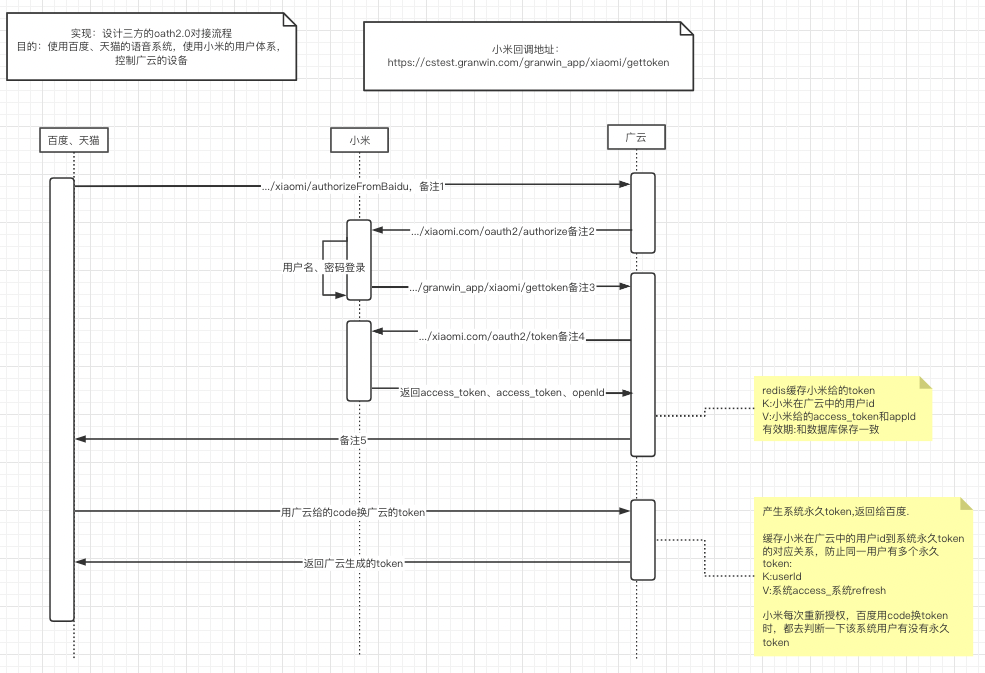 实现：设计三方的oath2.0对接流程
目的：使用百度、天猫的语音系统，使用小米的用户体系，
控制广云的设备
小米回调地址：
https://cstest.granwin.com/granwin_app/xiaomi/gettoken
百度、天猫
小米
广云
.../xiaomi/authorizeFromBaidu，备注1
.../xiaomi.com/oauth2/authorize备注2
用户名、密码登录
.../granwin_app/xiaomi/gettoken备注3
.../xiaomi.com/oauth2/token备注4
返回access_token、access_token、openId
redis缓存小米给的token
K:小米在广云中的用户id
V:小米给的access_token和appId
有效期:和数据库保存一致
备注5
用广云给的code换广云的token
产生系统永久token,返回给百度.
缓存小米在广云中的用户id到系统永久token
的对应关系，防止同一用户有多个永久
token:
K:userId
V:系统access_系统refresh
小米每次重新授权，百度用code换token
时，都去判断一下该系统用户有没有永久
token
返回广云生成的token